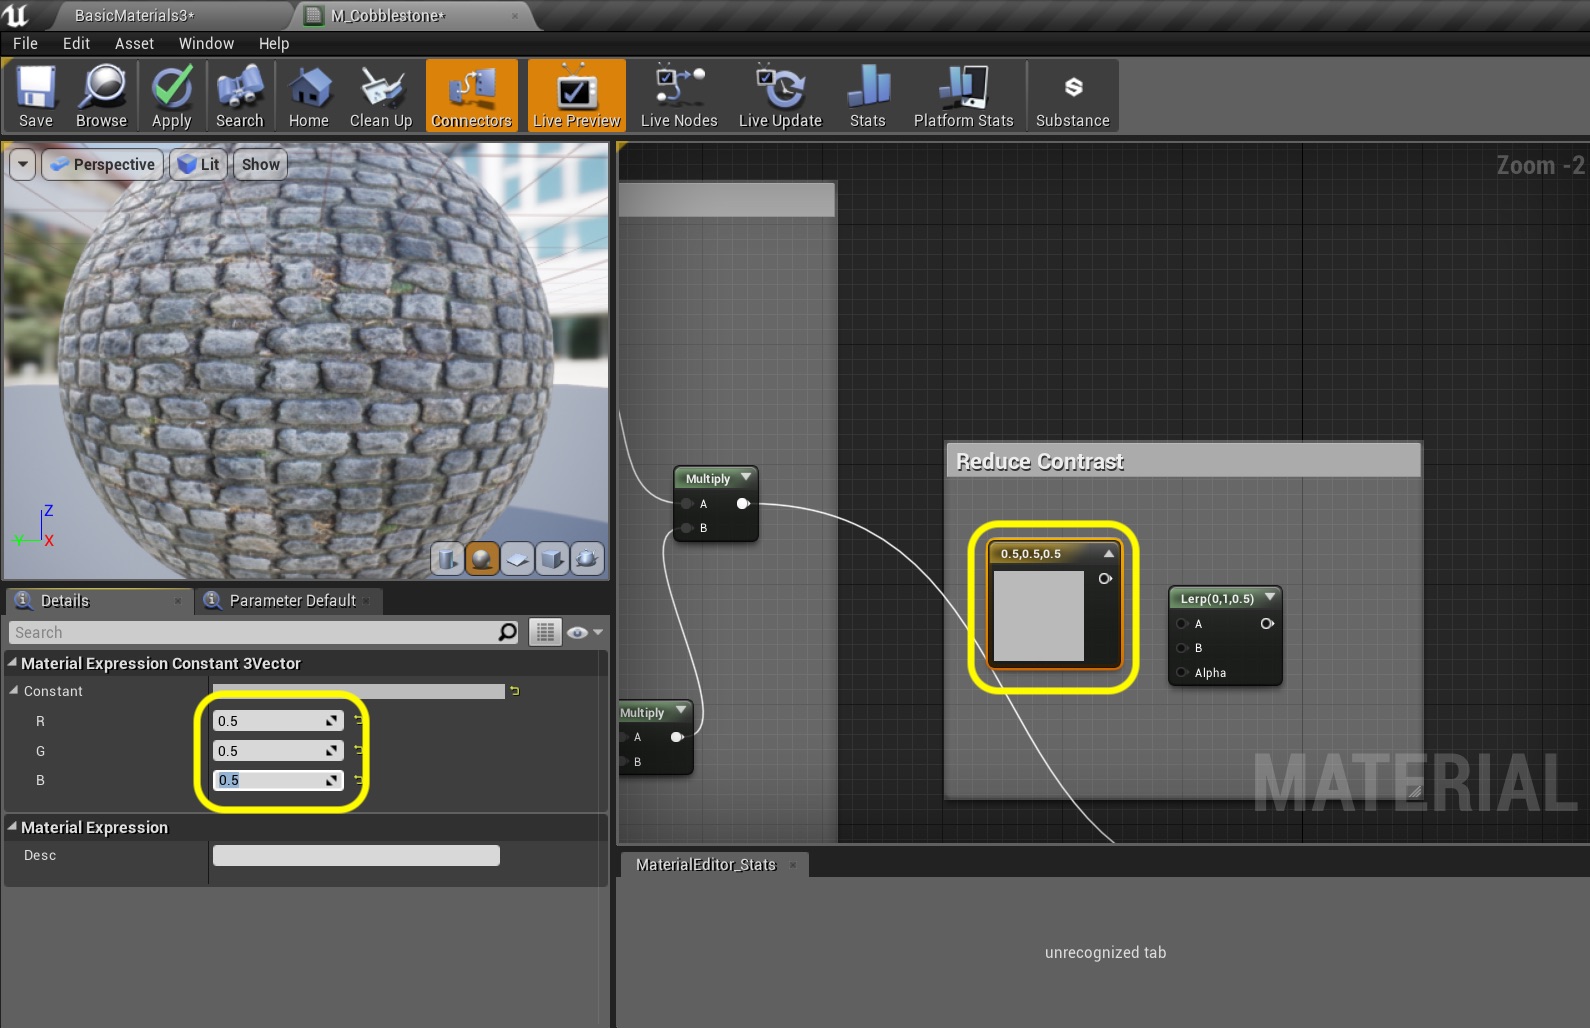 BasicMaterials3*
M_Cobblestone*
File Edit Asset Window Help
Save Browse Apply Search Home Clean Up Connectors Live Preview Live Nodes Live Update Stats Platform Stats Substance
Perspective Lit Show
Zoom -2
Multiply
A
B
Reduce Contrast
0.5,0.5,0.5
Lerp(0,1,0.5)
A
B
Alpha
Z
Y X
Multiply
A
B
MATERIAL
Details Parameter Default
Search
Material Expression Constant 3Vector
Constant
R 0.5
G 0.5
B 0.5
Material Expression
Desc
MaterialEditor_Stats
unrecognized tab